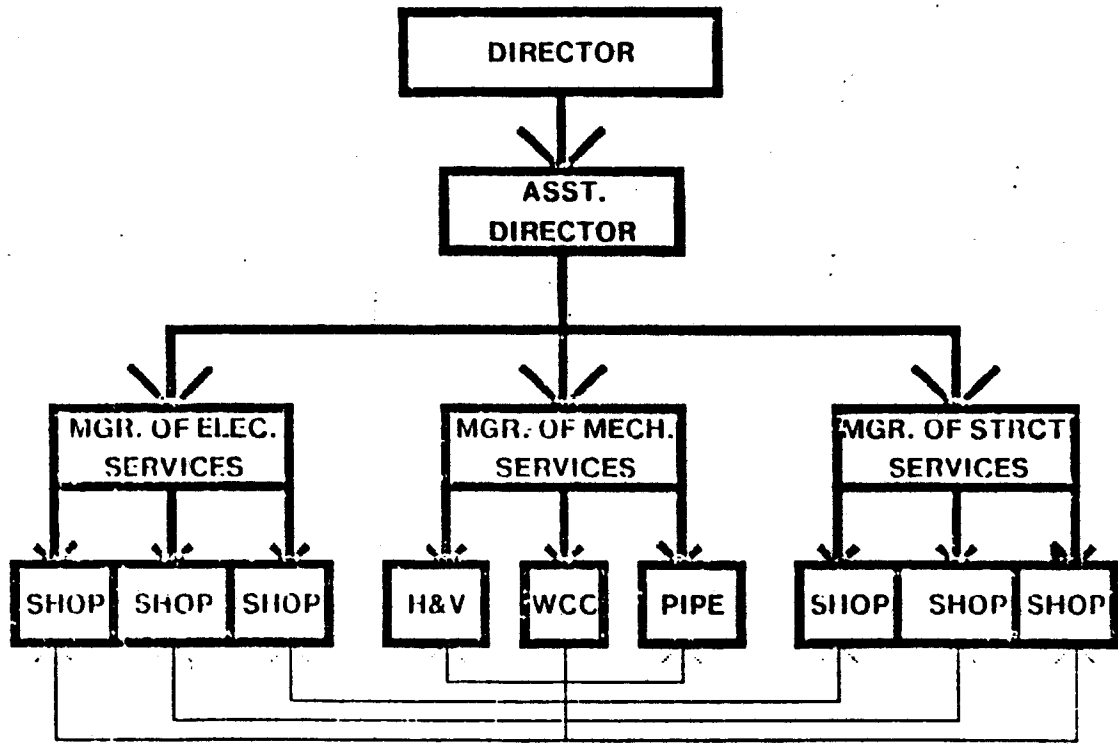 DIRECTOR
ASST.
DIRECTOR
MGR. OF ELEC.
SERVICES
MGR. OF MECH.
SERVICES
MGR. OF STRCT
SERVICES
SHOP SHOP SHOP H&V WCC PIPE SHOP SHOP SHOP